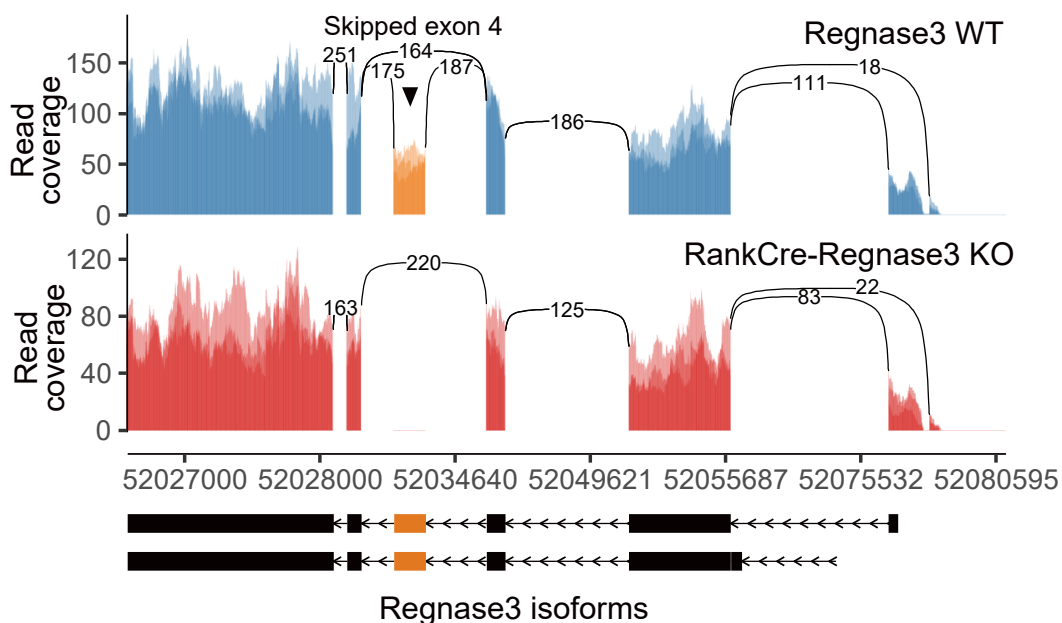 Skipped exon 4
Regnase3 WT
251
164
175
187
186
18
111
Read coverage
150
100
50
0
RankCre-Regnase3 KO
163
220
125
22
83
Read coverage
120
80
40
0
52027000 52028000 52034640 52049621 52055687 52075532 52080595
Regnase3 isoforms